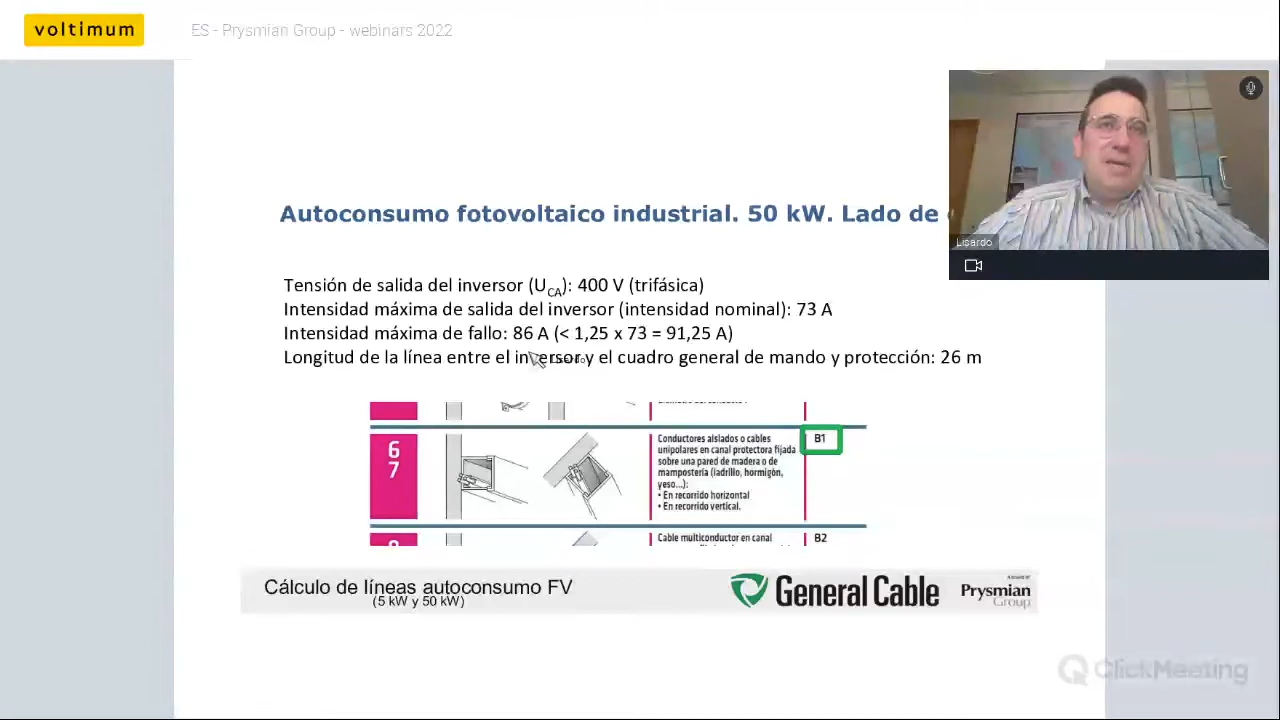 voltimum
ES - Prysmian Group - webinars 2022
Lisardo
Autoconsumo fotovoltaico industrial. 50 kW. Lado de
Tensión de salida del inversor (UCA): 400 V (trifásica)
Intensidad máxima de salida del inversor (intensidad nominal): 73 A
Intensidad máxima de fallo: 86 A (< 1,25 x 73 = 91,25 A)
Longitud de la línea entre el inversor y el cuadro general de mando y protección: 26 m
6
7
Conductores aislados o cables
unipolares en canal protectora fijada
sobre una pared de madera o de
mampostería (ladrillo, hormigón,
yeso...):
• En recorrido horizontal
• En recorrido vertical.
B1
Cable multiconductor en canal
B2
Cálculo de líneas autoconsumo FV
(5 kW y 50 kW)
General Cable
Prysmian
Group
ClickMeeting